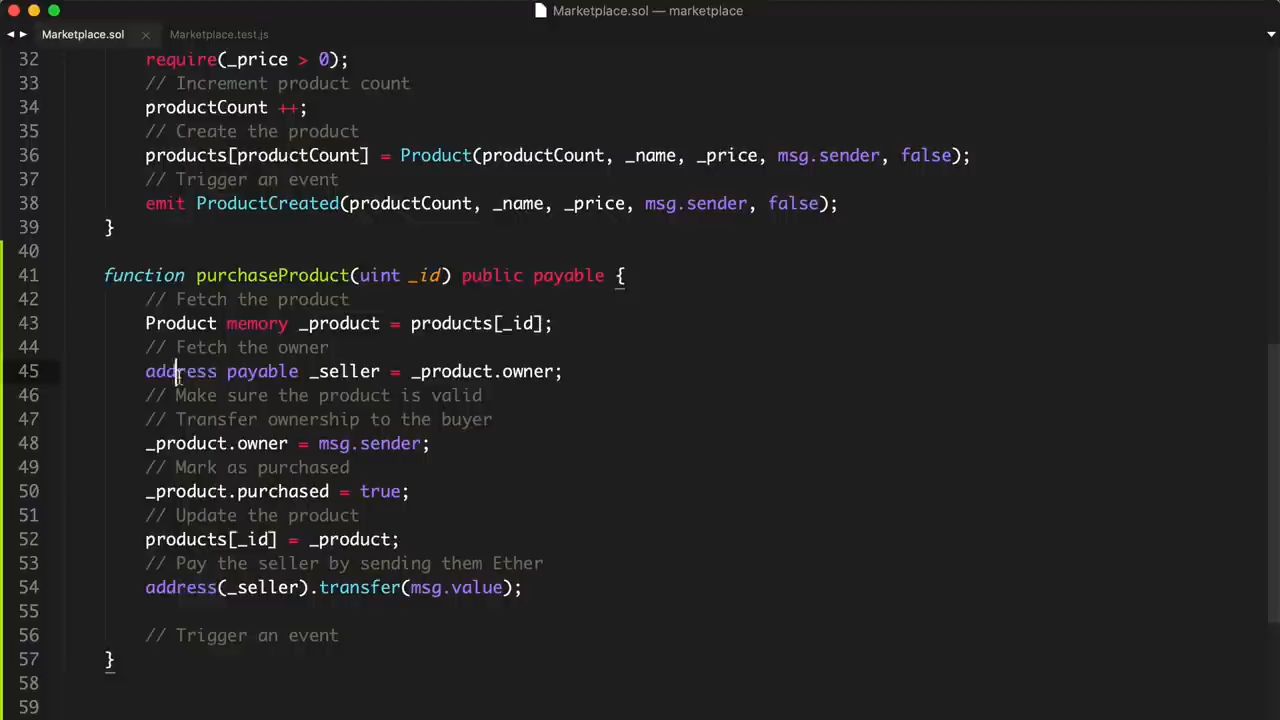 Marketplace.sol — marketplace
Marketplace.sol × Marketplace.test.js
32 require(_price > 0);
33 // Increment product count
34 productCount ++;
35 // Create the product
36 products[productCount] = Product(productCount, _name, _price, msg.sender, false);
37 // Trigger an event
38 emit ProductCreated(productCount, _name, _price, msg.sender, false);
39 }
40
41 function purchaseProduct(uint _id) public payable {
42 // Fetch the product
43 Product memory _product = products[_id];
44 // Fetch the owner
45 address payable _seller = _product.owner;
46 // Make sure the product is valid
47 // Transfer ownership to the buyer
48 _product.owner = msg.sender;
49 // Mark as purchased
50 _product.purchased = true;
51 // Update the product
52 products[_id] = _product;
53 // Pay the seller by sending them Ether
54 address(_seller).transfer(msg.value);
55
56 // Trigger an event
57 }
58
59